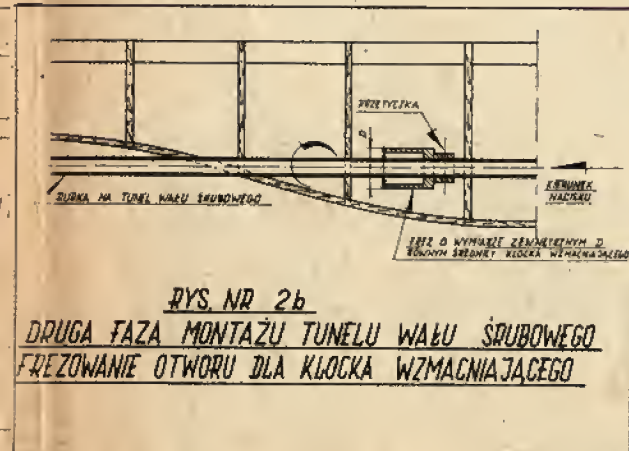 PRZETYCZKA
D
KIERUNEK
NACISKU
RURKA NA TUNEL WAŁU ŚRUBOWEGO
FREZ O WYMIARZE ZEWNĘTRZNYM D
RÓWNYM ŚREDNICY KLOCKA WZMACNIAJĄCEGO
RYS. NR 2b
DRUGA FAZA MONTAŻU TUNELU WAŁU ŚRUBOWEGO
FREZOWANIE OTWORU DLA KLOCKA WZMACNIAJĄCEGO